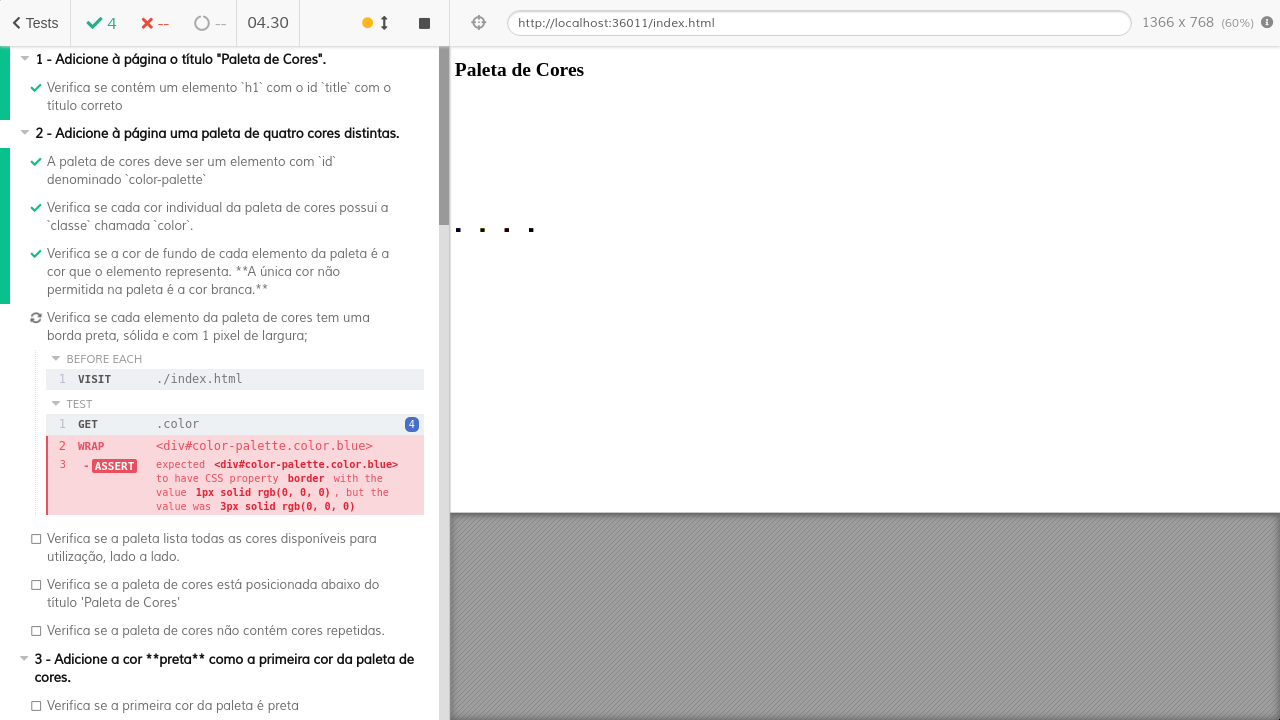 Tests
4
--
--
04.30
http://localhost:36011/index.html
1366 x 768 (60%)
1 - Adicione à página o título "Paleta de Cores".
Verifica se contém um elemento `h1` com o id `title` com o
título correto
2 - Adicione à página uma paleta de quatro cores distintas.
A paleta de cores deve ser um elemento com `id`
denominado `color-palette`
Verifica se cada cor individual da paleta de cores possui a
`classe` chamada `color`.
Verifica se a cor de fundo de cada elemento da paleta é a
cor que o elemento representa. **A única cor não
permitida na paleta é a cor branca.**
Verifica se cada elemento da paleta de cores tem uma
borda preta, sólida e com 1 pixel de largura;
BEFORE EACH
1 VISIT ./index.html
TEST
1 GET .color 4
2 WRAP <div#color-palette.color.blue>
3 - ASSERT expected <div#color-palette.color.blue>
to have CSS property border with the
value 1px solid rgb(0, 0, 0) , but the
value was 3px solid rgb(0, 0, 0)
Verifica se a paleta lista todas as cores disponíveis para
utilização, lado a lado.
Verifica se a paleta de cores está posicionada abaixo do
título 'Paleta de Cores'
Verifica se a paleta de cores não contém cores repetidas.
3 - Adicione a cor **preta** como a primeira cor da paleta de
cores.
Verifica se a primeira cor da paleta é preta
Paleta de Cores